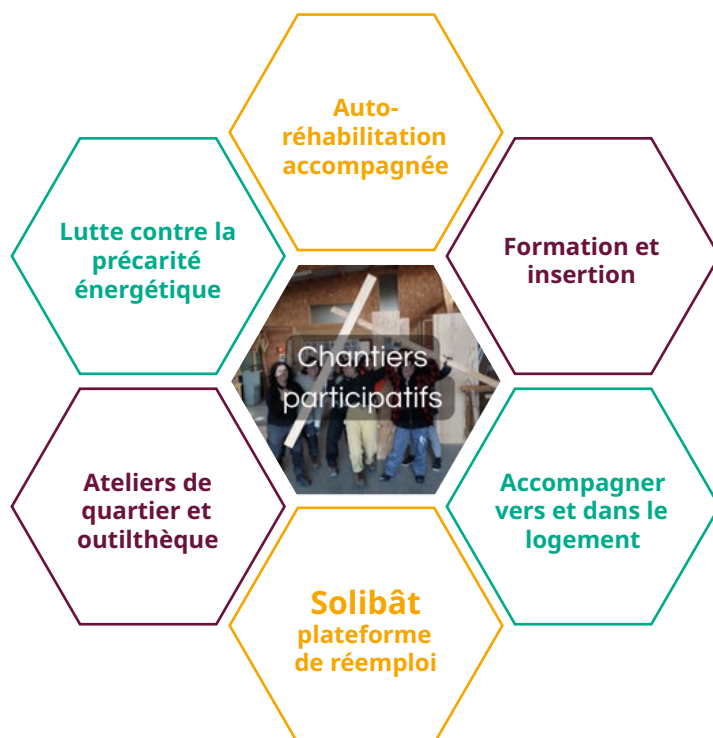 Auto-
réhabilitation
accompagnée
Lutte contre la
précarité
énergétique
Formation et
insertion
Chantiers
participatifs
Ateliers de
quartier et
outilthèque
Accompagner
vers et dans le
logement
Solibât
plateforme
de réemploi